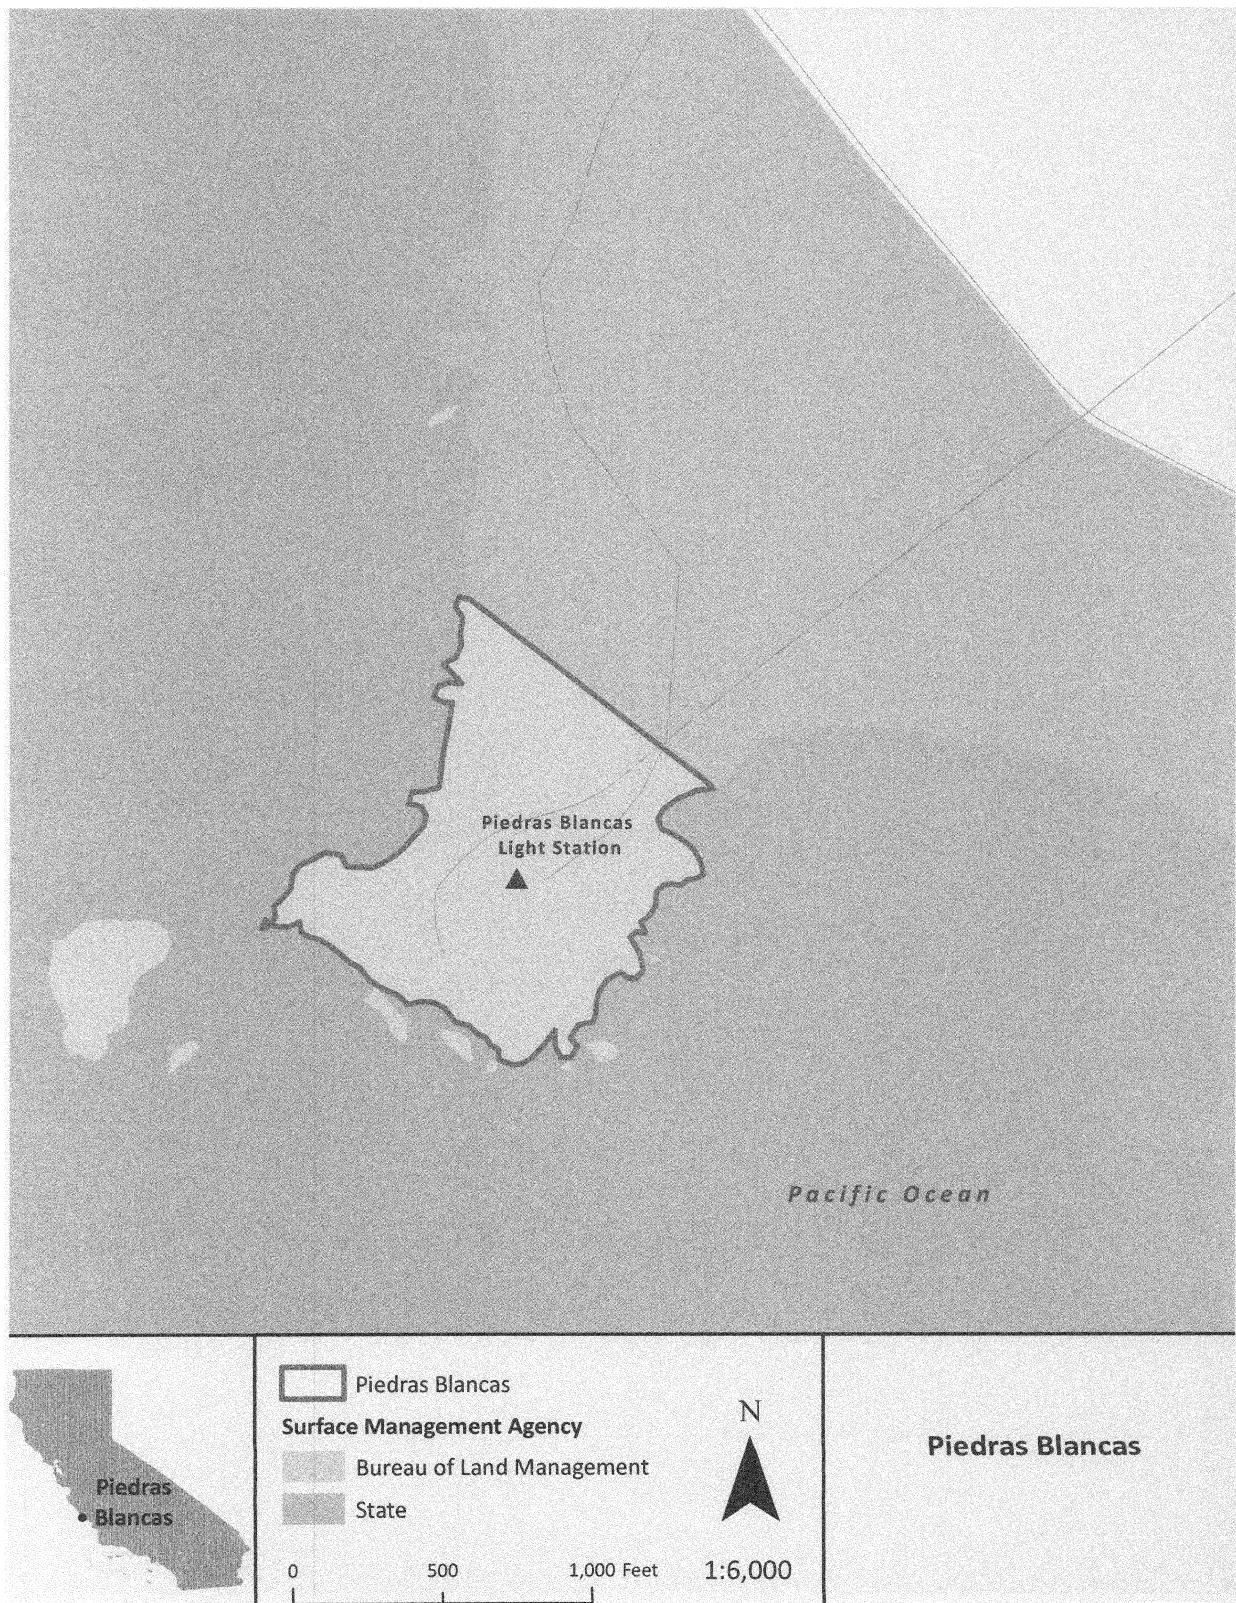 Piedras Blancas
Light Station
Pacific Ocean
Piedras
Blancas
Piedras Blancas
Surface Management Agency
Bureau of Land Management
State
0 500 1,000 Feet
N
1:6,000
Piedras Blancas